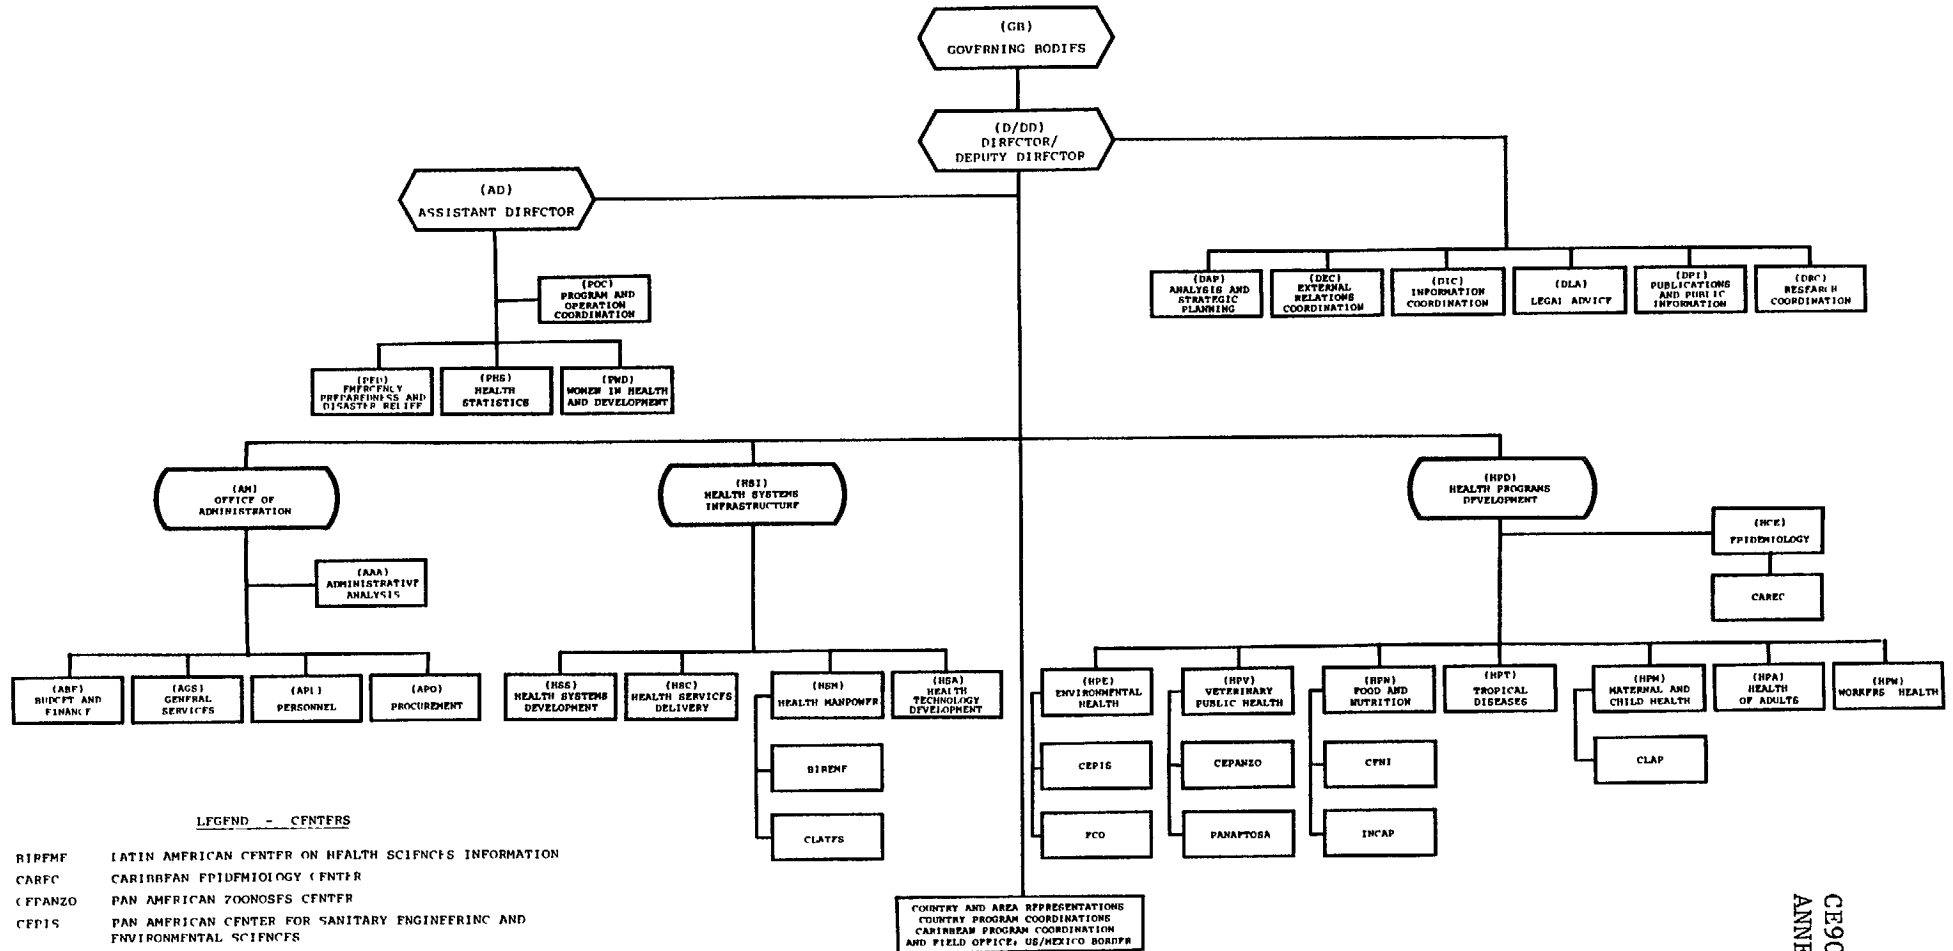 (GB)
GOVERNING BODIES
(D/DD)
DIRECTOR/
DEPUTY DIRECTOR
(AD)
ASSISTANT DIRECTOR
(POC)
PROGRAM AND
OPERATION
COORDINATION
(DAP)
ANALYSIS AND
STRATEGIC
PLANNING
(DEC)
EXTERNAL
RELATIONS
COORDINATION
(DIC)
INFORMATION
COORDINATION
(DLA)
LEGAL ADVICE
(DPI)
PUBLICATIONS
AND PUBLIC
INFORMATION
(DRC)
RESEARCH
COORDINATION
(PED)
EMERGENCY
PREPAREDNESS AND
DISASTER RELIEF
(PHS)
HEALTH
STATISTICS
(PWD)
WOMEN IN HEALTH
AND DEVELOPMENT
(AM)
OFFICE OF
ADMINISTRATION
(HSI)
HEALTH SYSTEMS
INFRASTRUCTURE
(HPD)
HEALTH PROGRAMS
DEVELOPMENT
(AAA)
ADMINISTRATIVE
ANALYSIS
(HCE)
EPIDEMIOLOGY
CAREC
(ABF)
BUDGET AND
FINANCE
(AGS)
GENERAL
SERVICES
(APL)
PERSONNEL
(APO)
PROCUREMENT
(HSS)
HEALTH SYSTEMS
DEVELOPMENT
(HSC)
HEALTH SERVICES
DELIVERY
(HSM)
HEALTH MANPOWER
(HSA)
HEALTH
TECHNOLOGY
DEVELOPMENT
BIREME
CLATES
(HPE)
ENVIRONMENTAL
HEALTH
CEPIS
ECO
(HPV)
VETERINARY
PUBLIC HEALTH
CEPANZO
PANAFTOSA
(HPN)
FOOD AND
NUTRITION
CFNI
INCAP
(HPT)
TROPICAL
DISEASES
(HPM)
MATERNAL AND
CHILD HEALTH
CLAP
(HPA)
HEALTH
OF ADULTS
(HPW)
WORKERS HEALTH
COUNTRY AND AREA REPRESENTATIONS
COUNTRY PROGRAM COORDINATIONS
CARIBBEAN PROGRAM COORDINATION
AND FIELD OFFICE, US/MEXICO BORDER
LEGEND - CENTERS
BIREME LATIN AMERICAN CENTER ON HEALTH SCIENCES INFORMATION
CAREC CARIBBEAN EPIDEMIOLOGY CENTER
CEPANZO PAN AMERICAN ZOONOSES CENTER
CEPIS PAN AMERICAN CENTER FOR SANITARY ENGINEERING AND
ENVIRONMENTAL SCIENCES